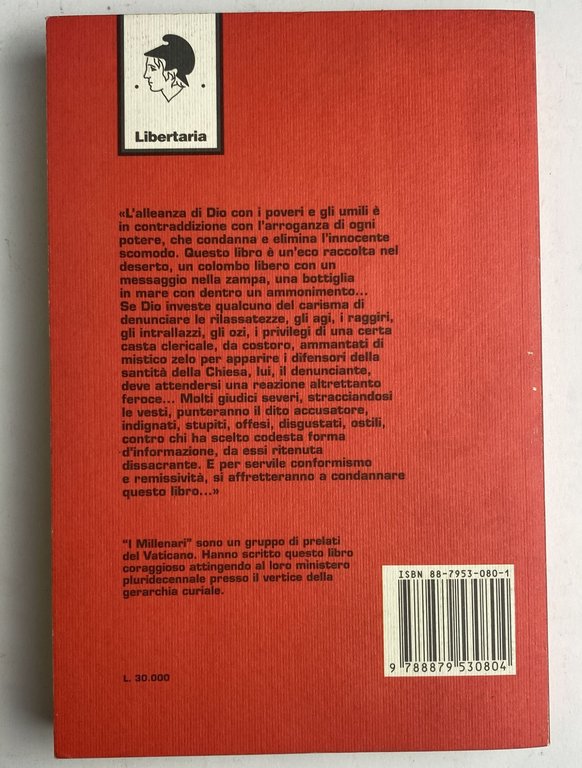 Libertaria
«L'alleanza di Dio con i poveri e gli umili è
in contraddizione con l'arroganza di ogni
potere, che condanna e elimina l'innocente
scomodo. Questo libro è un'eco raccolta nel
deserto, un colombo libero con un
messaggio nella zampa, una bottiglia
in mare con dentro un ammonimento...
Se Dio investe qualcuno del carisma di
denunciare le rilassatezze, gli agi, i raggiri,
gli intrallazzi, gli ozi, i privilegi di una certa
casta clericale, da costoro, ammantati di
mistico zelo per apparire i difensori della
santità della Chiesa, lui, il denunciante,
deve attendersi una reazione altrettanto
feroce... Molti giudici severi, stracciandosi
le vesti, punteranno il dito accusatore,
indignati, stupiti, offesi, disgustati, ostili,
contro chi ha scelto codesta forma
d'informazione, da essi ritenuta
dissacrante. E per servile conformismo
e remissività, si affretteranno a condannare
questo libro...»
"I Millenari" sono un gruppo di prelati
del Vaticano. Hanno scritto questo libro
coraggioso attingendo al loro ministero
pluridecennale presso il vertice della
gerarchia curiale.
L. 30.000
ISBN 88-7953-080-1
9 788879 530804